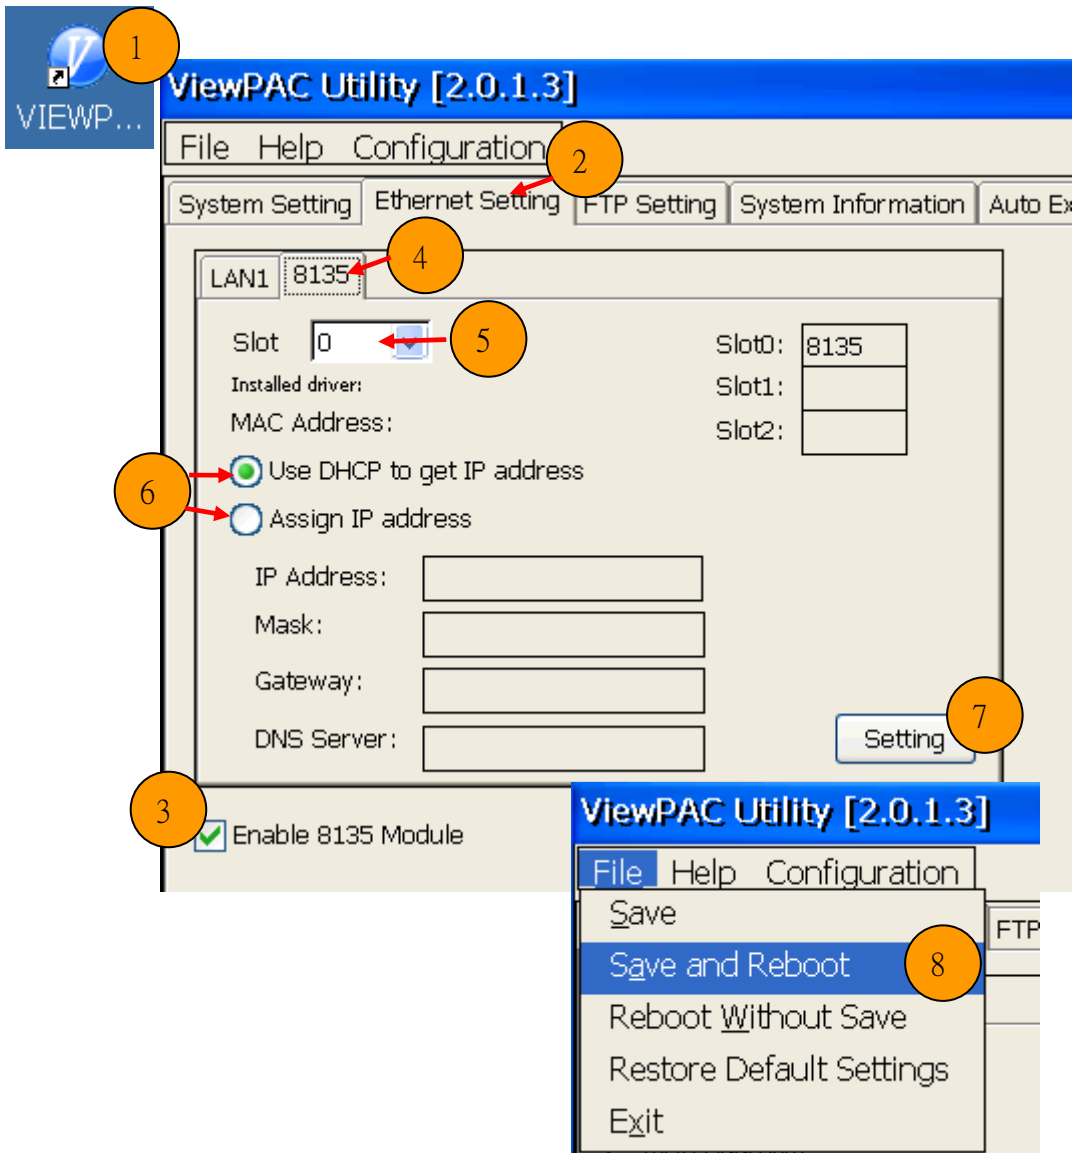 1
VIEWP...
ViewPAC Utility [2.0.1.3]
File Help Configuration
2
System Setting Ethernet Setting FTP Setting System Information Auto Ex
4
LAN1 8135
Slot 0
5
Slot0: 8135
Installed driver:
Slot1:
MAC Address:
Slot2:
Use DHCP to get IP address
6
Assign IP address
IP Address:
Mask:
Gateway:
7
DNS Server:
Setting
3
Enable 8135 Module
ViewPAC Utility [2.0.1.3]
File Help Configuration
Save
FTP
Save and Reboot
8
Reboot Without Save
Restore Default Settings
Exit